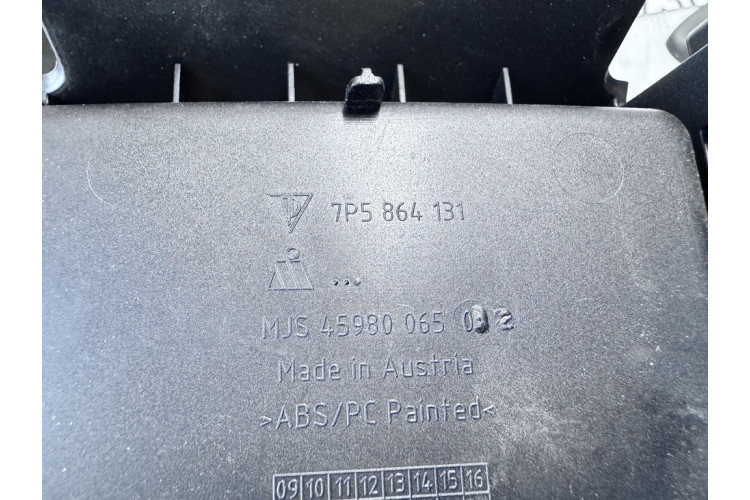 7P5 864 131
...
MJS 45980 065
Made in Austria
>ABS/PC Painted<
09 10 11 12 13 14 15 16